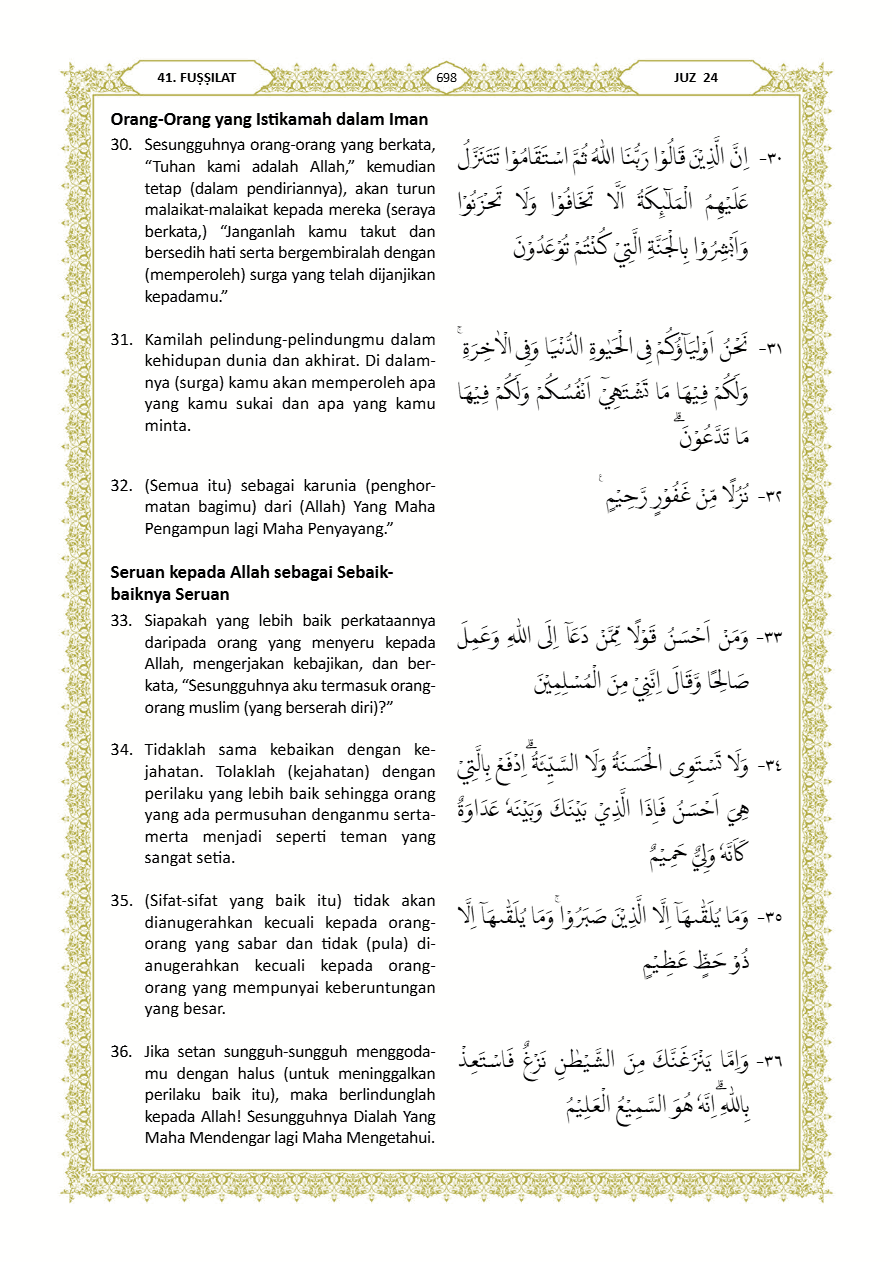 41. FUṢṢILAT
698
JUZ 24
Orang-Orang yang Istikamah dalam Iman
30. Sesungguhnya orang-orang yang berkata,
“Tuhan kami adalah Allah,” kemudian
tetap (dalam pendiriannya), akan turun
malaikat-malaikat kepada mereka (seraya
berkata,) “Janganlah kamu takut dan
bersedih hati serta bergembiralah dengan
(memperoleh) surga yang telah dijanjikan
kepadamu.”
٣٠- اِنَّ الَّذِيْنَ قَالُوْا رَبُّنَا اللّٰهُ ثُمَّ اسْتَقَامُوْا تَتَنَزَّلُ
عَلَيْهِمُ الْمَلٰۤىِٕكَةُ اَلَّا تَخَافُوْا وَلَا تَحْزَنُوْا
وَاَبْشِرُوْا بِالْجَنَّةِ الَّتِيْ كُنْتُمْ تُوْعَدُوْنَ
31. Kamilah pelindung-pelindungmu dalam
kehidupan dunia dan akhirat. Di dalam-
nya (surga) kamu akan memperoleh apa
yang kamu sukai dan apa yang kamu
minta.
٣١- نَحْنُ اَوْلِيَاۤؤُكُمْ فِى الْحَيٰوةِ الدُّنْيَا وَفِى الْاٰخِرَةِ ۚ
وَلَكُمْ فِيْهَا مَا تَشْتَهِيْٓ اَنْفُسُكُمْ وَلَكُمْ فِيْهَا
مَا تَدَّعُوْنَ ۗ
32. (Semua itu) sebagai karunia (penghor-
matan bagimu) dari (Allah) Yang Maha
Pengampun lagi Maha Penyayang.”
٣٢- نُزُلًا مِّنْ غَفُوْرٍ رَّحِيْمٍ ࣖ
Seruan kepada Allah sebagai Sebaik-
baiknya Seruan
33. Siapakah yang lebih baik perkataannya
daripada orang yang menyeru kepada
Allah, mengerjakan kebajikan, dan ber-
kata, “Sesungguhnya aku termasuk orang-
orang muslim (yang berserah diri)?”
٣٣- وَمَنْ اَحْسَنُ قَوْلًا مِّمَّنْ دَعَآ اِلَى اللّٰهِ وَعَمِلَ
صَالِحًا وَّقَالَ اِنَّنِيْ مِنَ الْمُسْلِمِيْنَ
34. Tidaklah sama kebaikan dengan ke-
jahatan. Tolaklah (kejahatan) dengan
perilaku yang lebih baik sehingga orang
yang ada permusuhan denganmu serta-
merta menjadi seperti teman yang
sangat setia.
٣٤- وَلَا تَسْتَوِى الْحَسَنَةُ وَلَا السَّيِّئَةُ ۗاِدْفَعْ بِالَّتِيْ
هِيَ اَحْسَنُ فَاِذَا الَّذِيْ بَيْنَكَ وَبَيْنَهٗ عَدَاوَةٌ
كَاَنَّهٗ وَلِيٌّ حَمِيْمٌ
35. (Sifat-sifat yang baik itu) tidak akan
dianugerahkan kecuali kepada orang-
orang yang sabar dan tidak (pula) di-
anugerahkan kecuali kepada orang-
orang yang mempunyai keberuntungan
yang besar.
٣٥- وَمَا يُلَقّٰىهَآ اِلَّا الَّذِيْنَ صَبَرُوْاۚ وَمَا يُلَقّٰىهَآ اِلَّا
ذُوْ حَظٍّ عَظِيْمٍ
36. Jika setan sungguh-sungguh menggoda-
mu dengan halus (untuk meninggalkan
perilaku baik itu), maka berlindunglah
kepada Allah! Sesungguhnya Dialah Yang
Maha Mendengar lagi Maha Mengetahui.
٣٦- وَاِمَّا يَنْزَغَنَّكَ مِنَ الشَّيْطٰنِ نَزْغٌ فَاسْتَعِذْ
بِاللّٰهِ ۗاِنَّهٗ هُوَ السَّمِيْعُ الْعَلِيْمُ